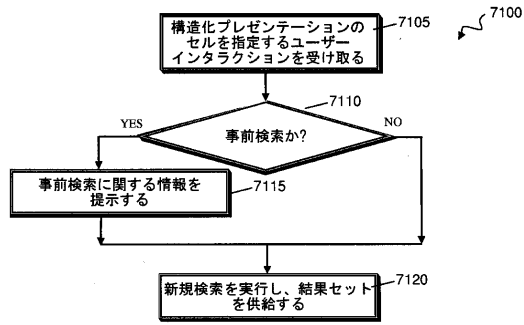 7100
7105
構造化プレゼンテーションの
セルを指定するユーザー
インタラクションを受け取る
7110
YES
事前検索か?
NO
事前検索に関する情報を
提示する
7115
新規検索を実行し、結果セット
を供給する
7120